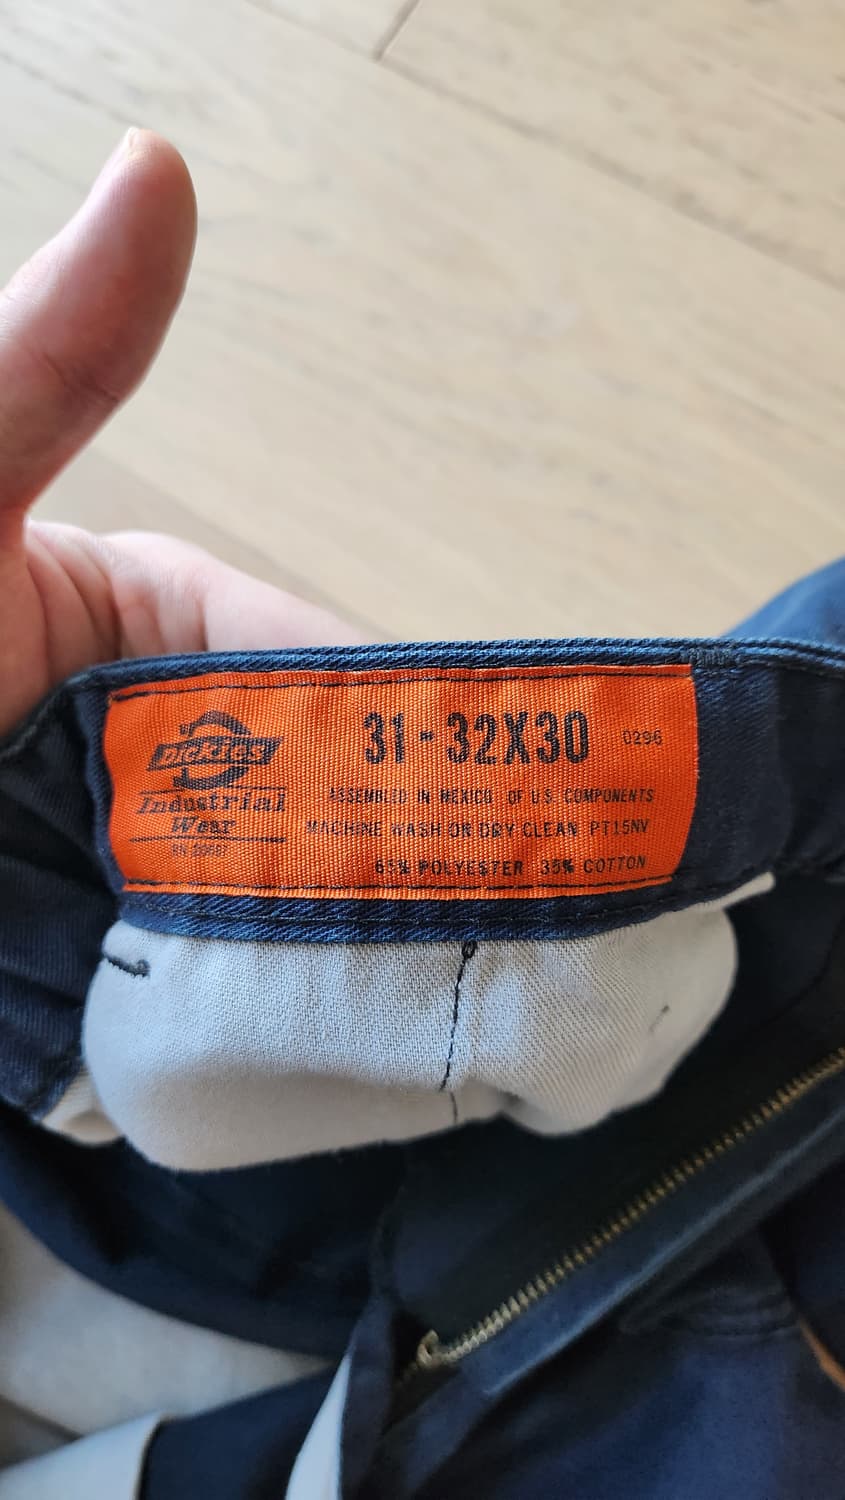 Dickies
Industrial
Wear
31-32X30 0296
ASSEMBLED IN MEXICO OF U.S. COMPONENTS
MACHINE WASH OR DRY CLEAN PT15NV
POLYESTER 35% COTTON